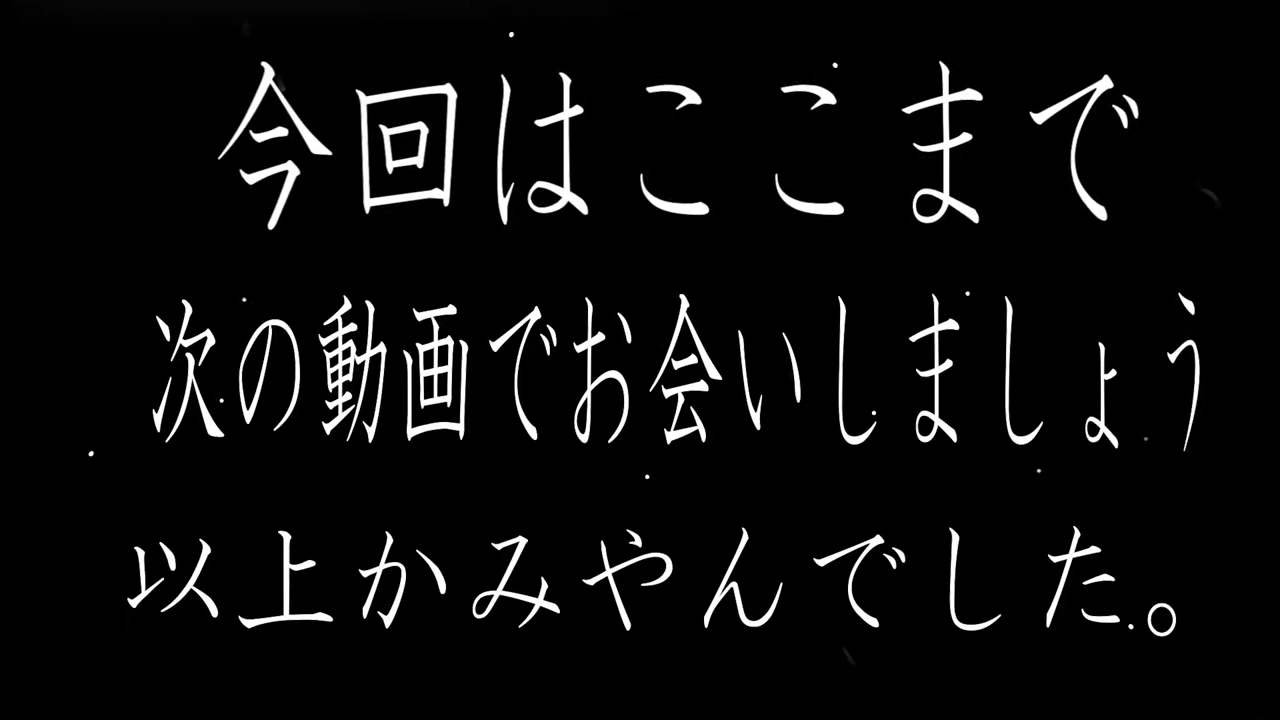 今回はここまで
次の動画でお会いしましょう
以上かみやんでした。